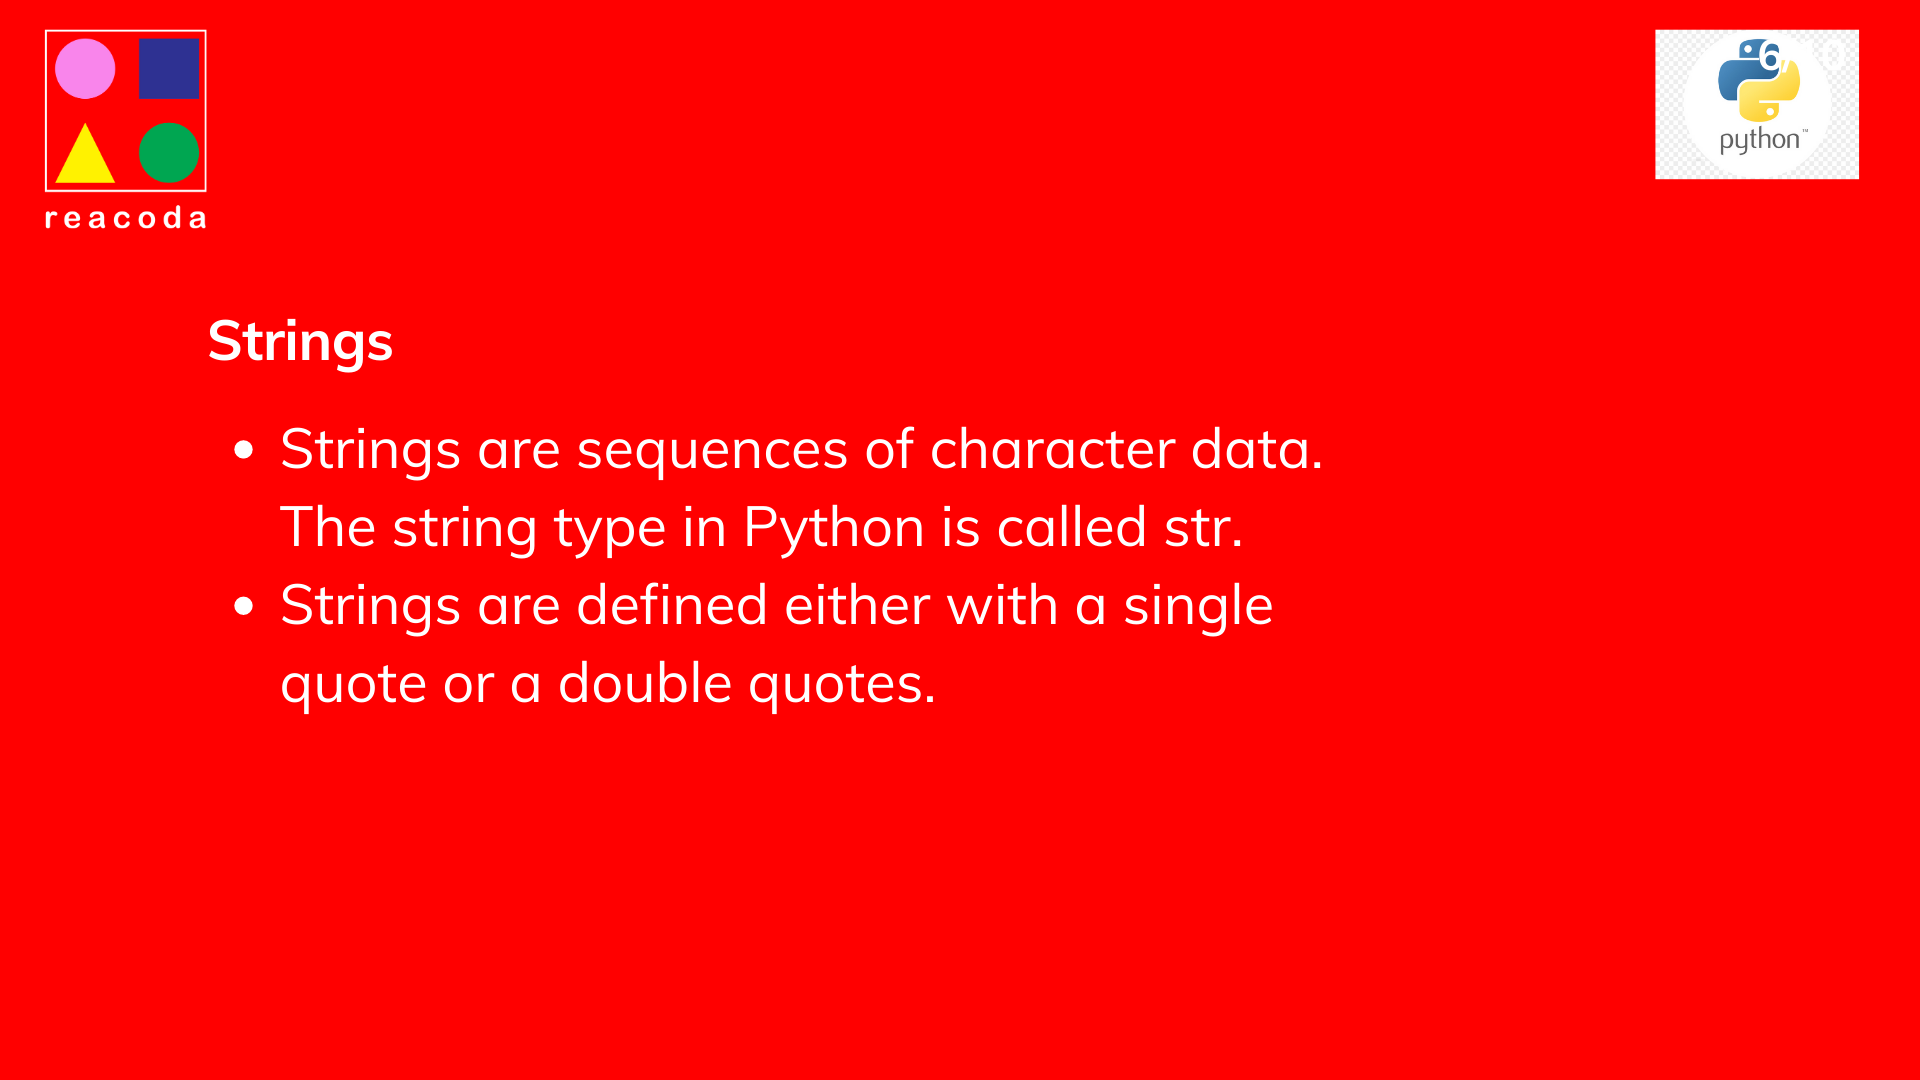 reacoda
python™
Strings
• Strings are sequences of character data.
The string type in Python is called str.
• Strings are defined either with a single
quote or a double quotes.